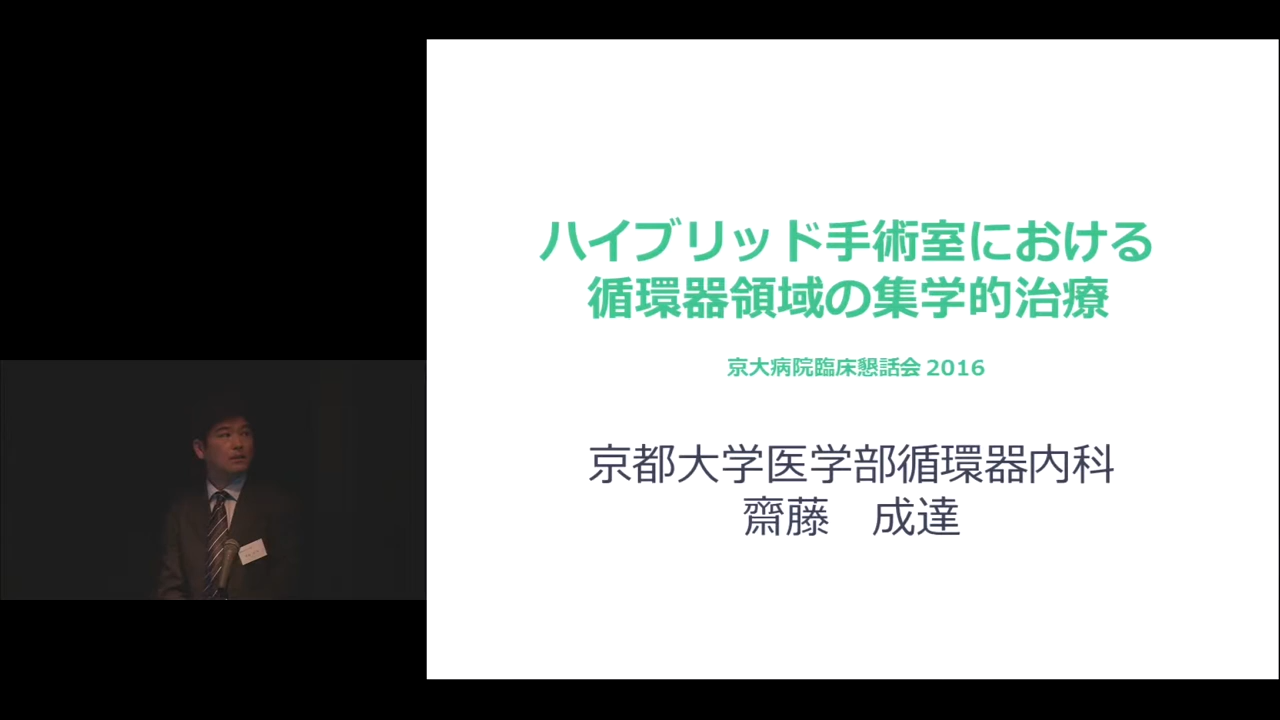 ハイブリッド手術室における
循環器領域の集学的治療
京大病院臨床懇話会 2016
京都大学医学部循環器内科
齋藤　成達